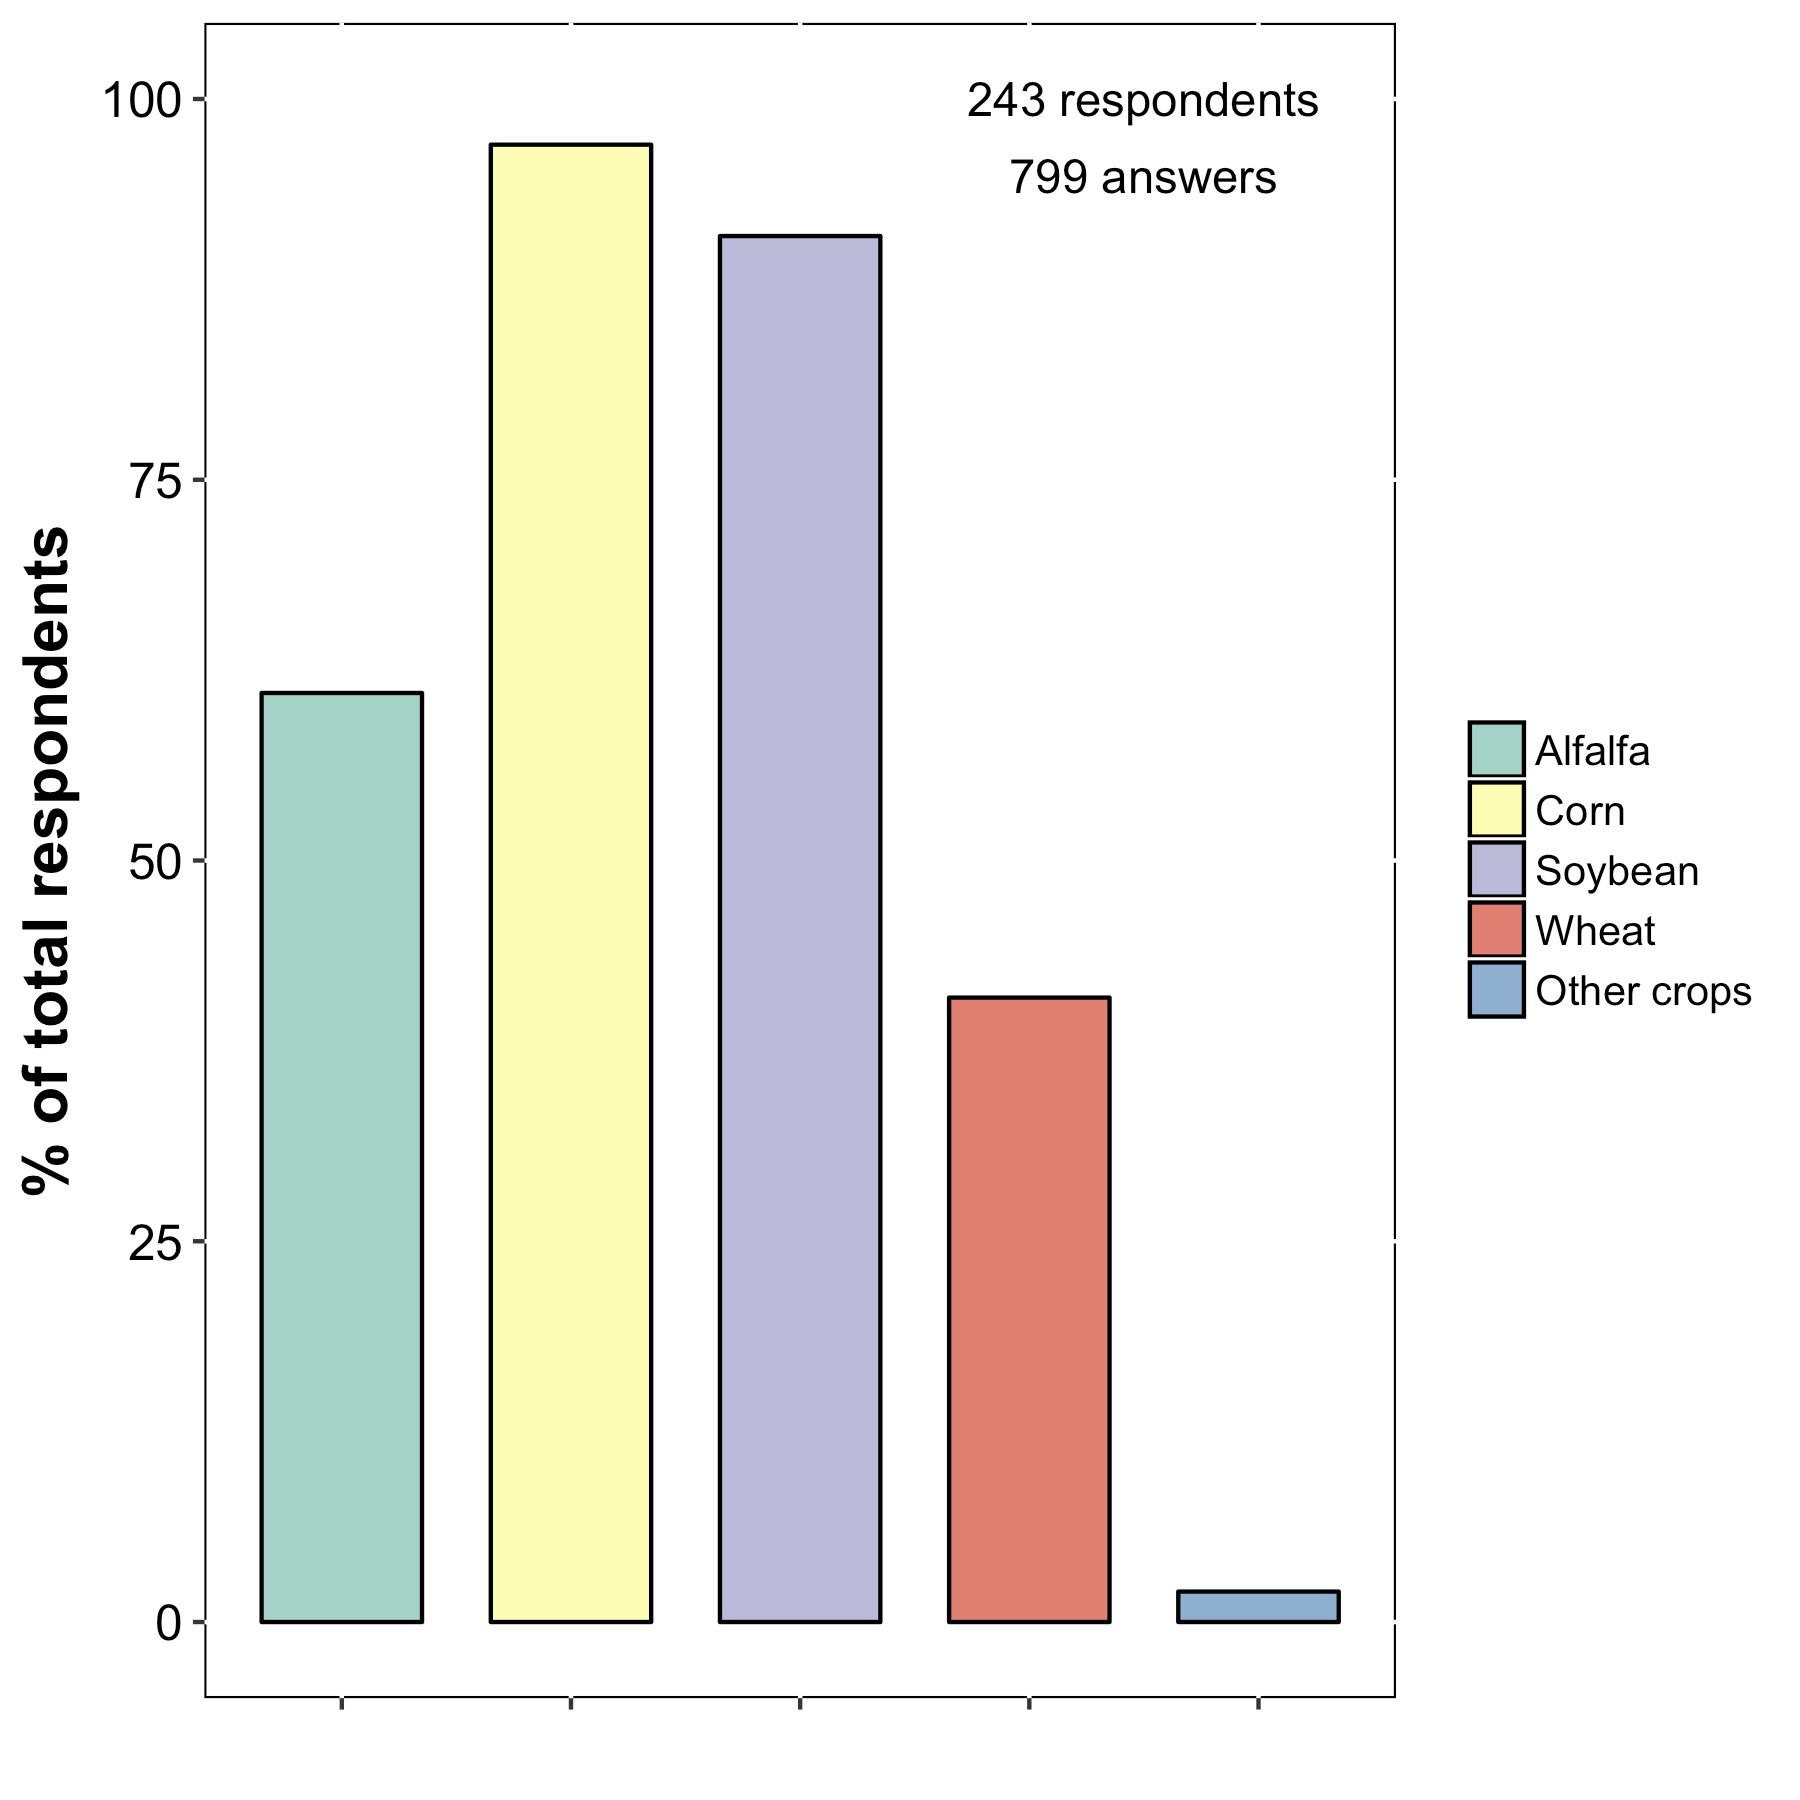 % of total respondents
100
75
50
25
0
243 respondents
799 answers
Alfalfa
Corn
Soybean
Wheat
Other crops